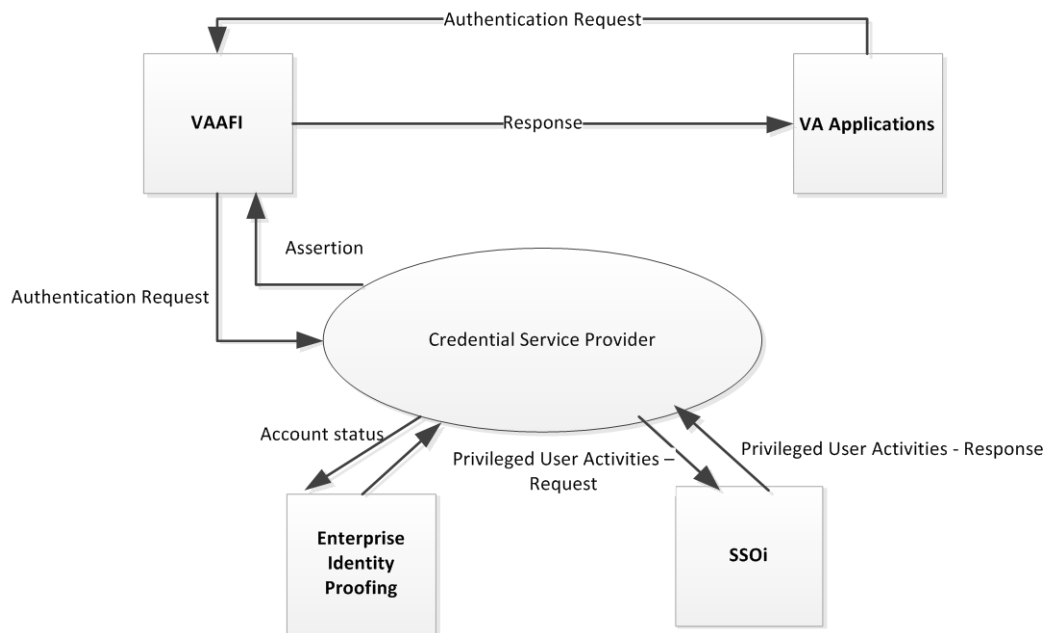 Authentication Request
VAAFI
Response
VA Applications
Assertion
Authentication Request
Credential Service Provider
Account status
Privileged User Activities –
Request
Privileged User Activities - Response
Enterprise
Identity
Proofing
SSOi